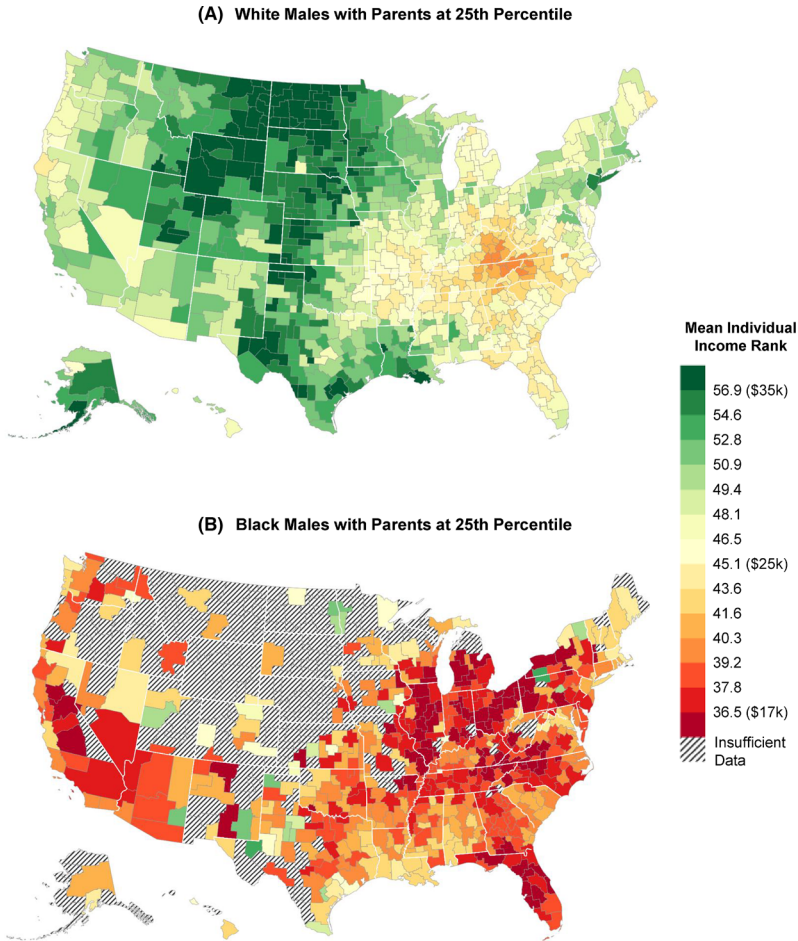 (A) White Males with Parents at 25th Percentile
Mean Individual
Income Rank
56.9 ($35k)
54.6
52.8
50.9
49.4
48.1
46.5
45.1 ($25k)
43.6
41.6
40.3
39.2
37.8
36.5 ($17k)
Insufficient
Data
(B) Black Males with Parents at 25th Percentile